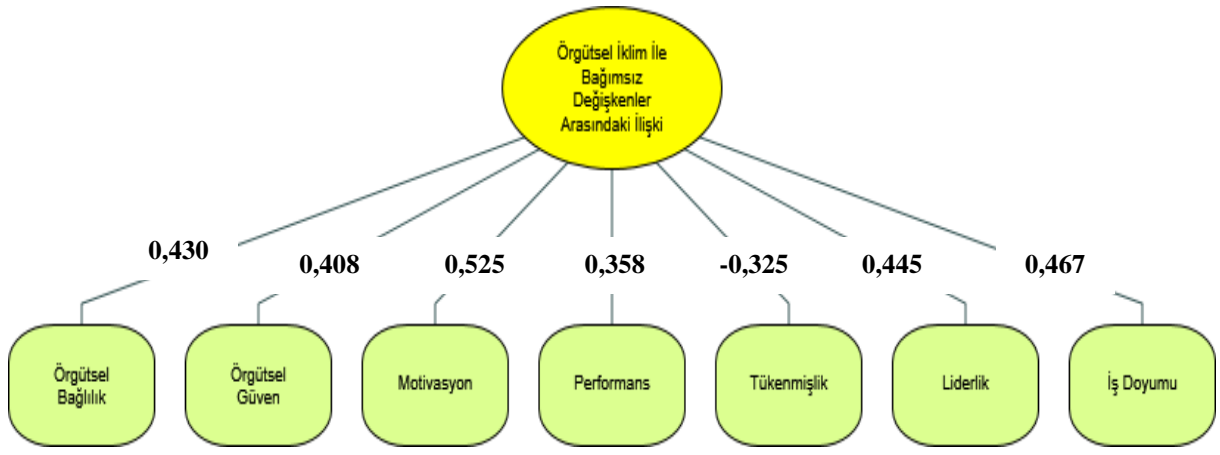 Örgütsel İklim İle
Bağımsız
Değişkenler
Arasındaki İlişki
0,430
0,408
0,525
0,358
-0,325
0,445
0,467
Örgütsel
Bağlılık
Örgütsel
Güven
Motivasyon
Performans
Tükenmişlik
Liderlik
İş Doyumu